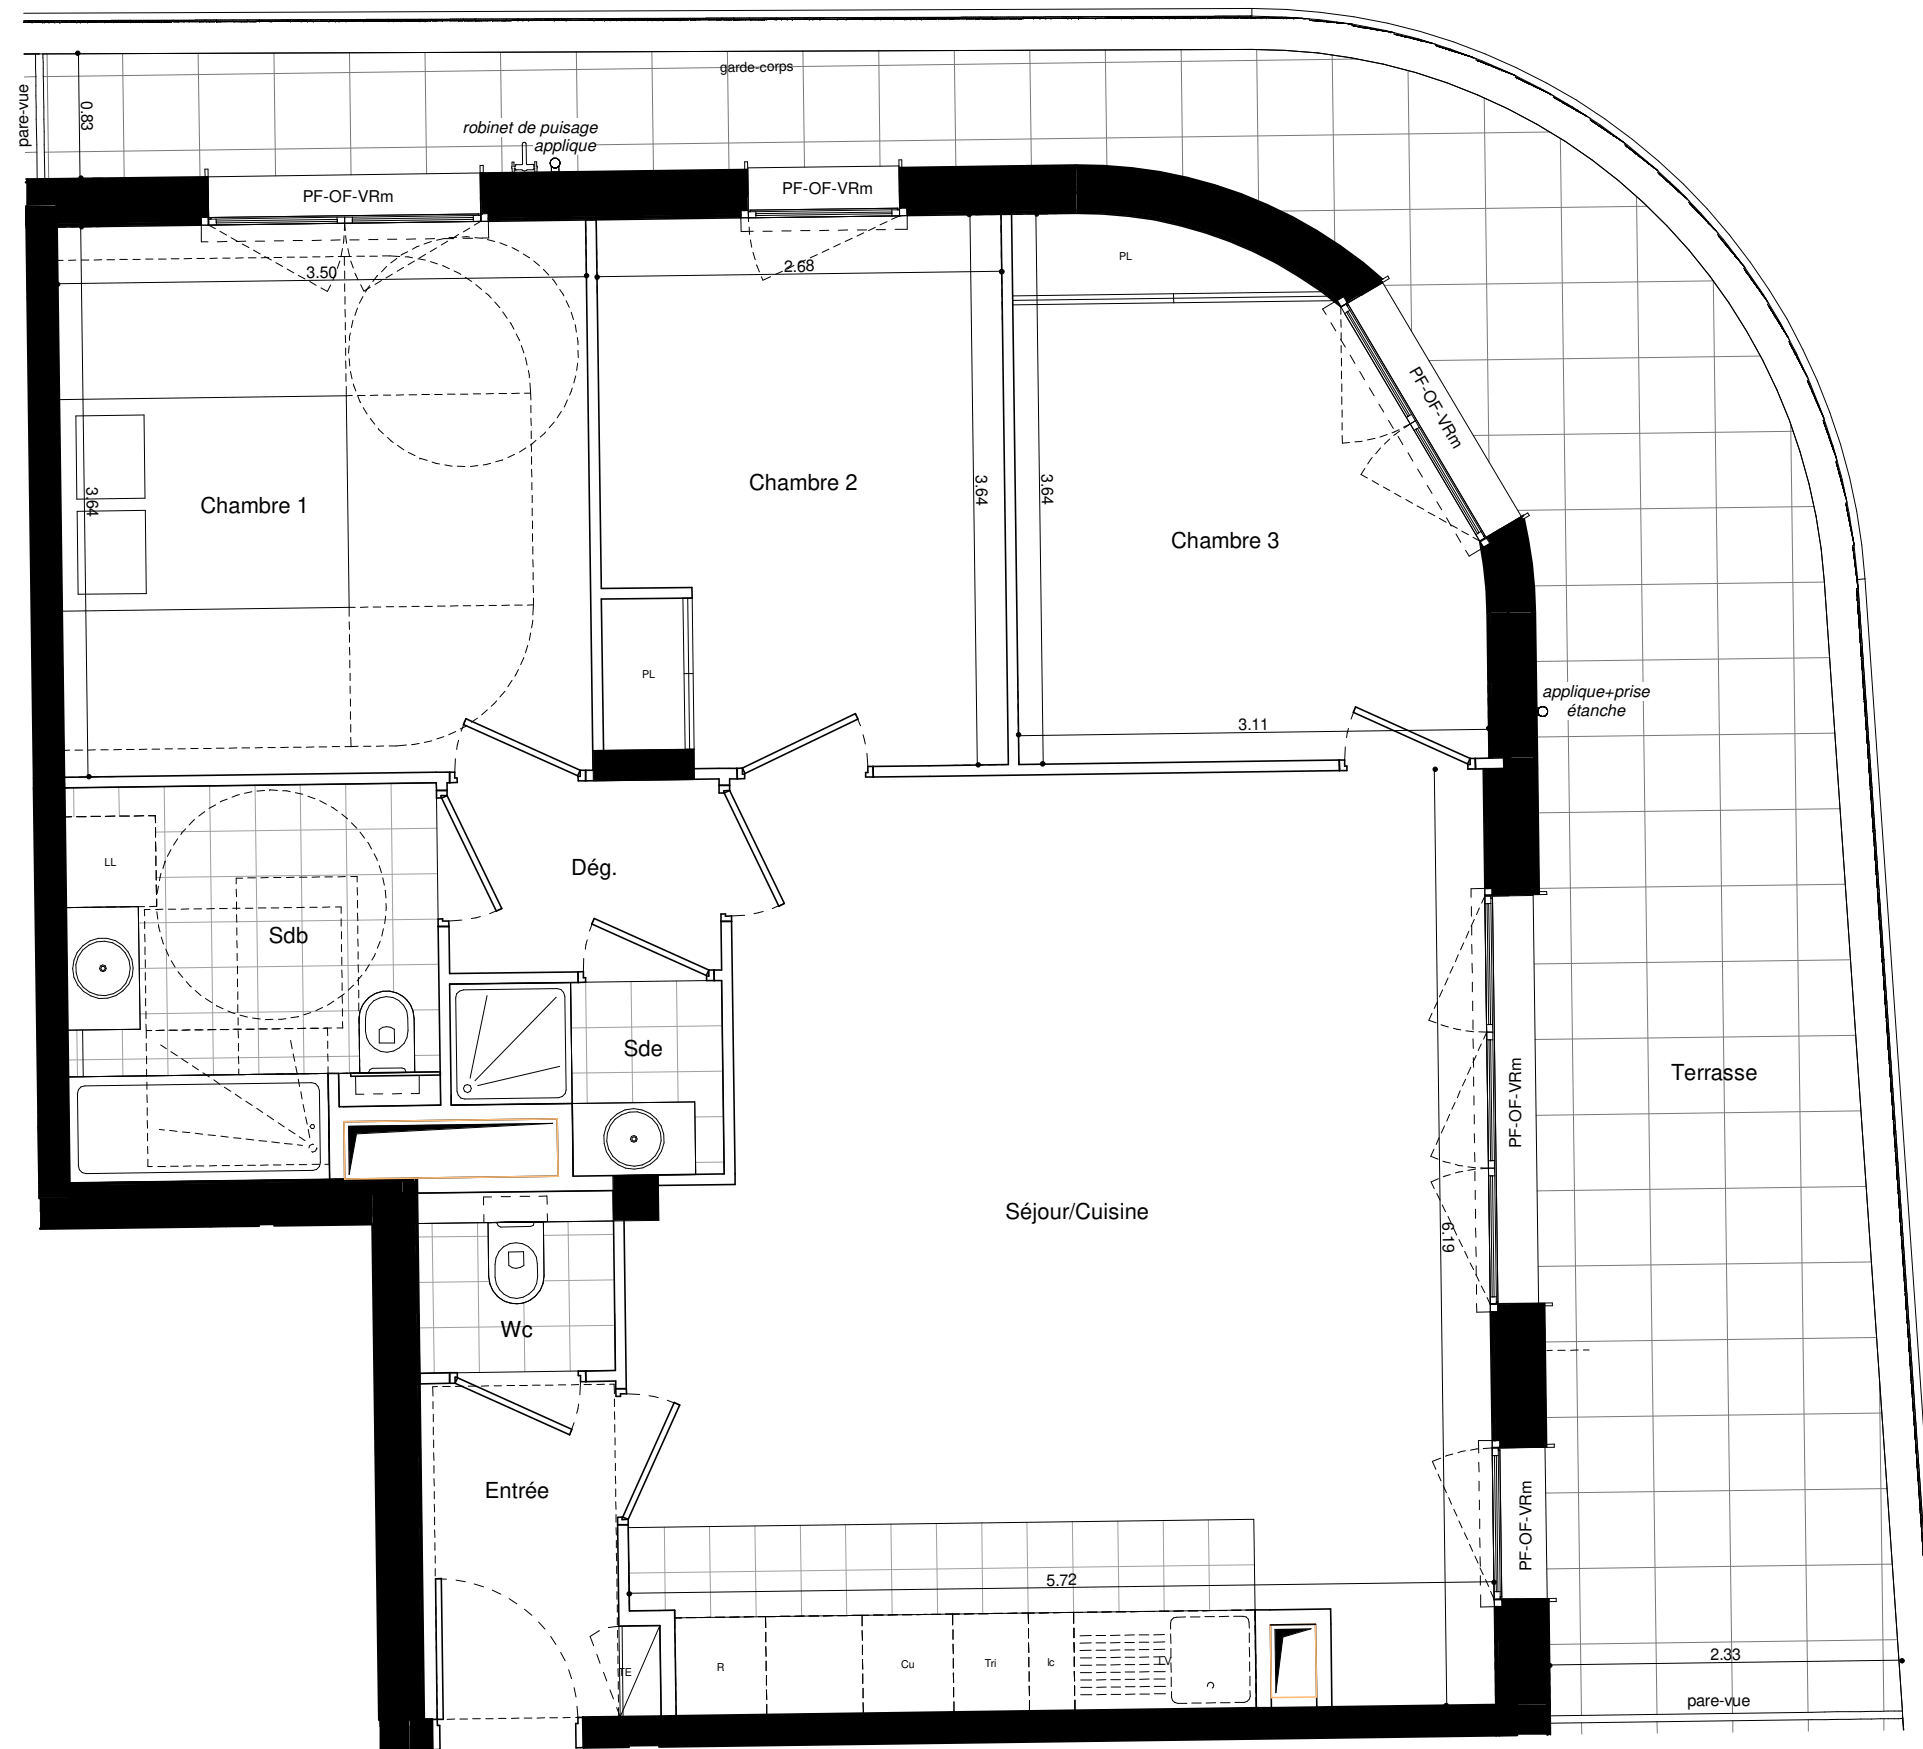 garde-corps
pare-vue
0.83
robinet de puisage
applique
PF-OF-VRm
PF-OF-VRm
PL
3.50
2.68
PF-OF-VRm
3.64
Chambre 1
Chambre 2
3.64
3.64
Chambre 3
PL
applique+prise
étanche
3.11
LL
Dég.
Sdb
Sde
Terrasse
PF-OF-VRm
Séjour/Cuisine
6.19
Wc
Entrée
PF-OF-VRm
5.72
TE
R
Cu
Tri
Ic
LV
2.33
pare-vue